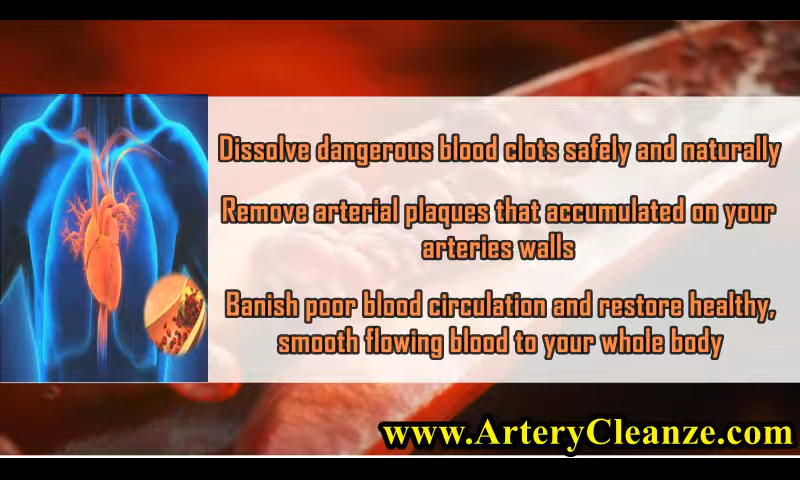 Dissolve dangerous blood clots safely and naturally
Remove arterial plaques that accumulated on your
arteries walls
Banish poor blood circulation and restore healthy,
smooth flowing blood to your whole body
www.ArteryCleanze.com